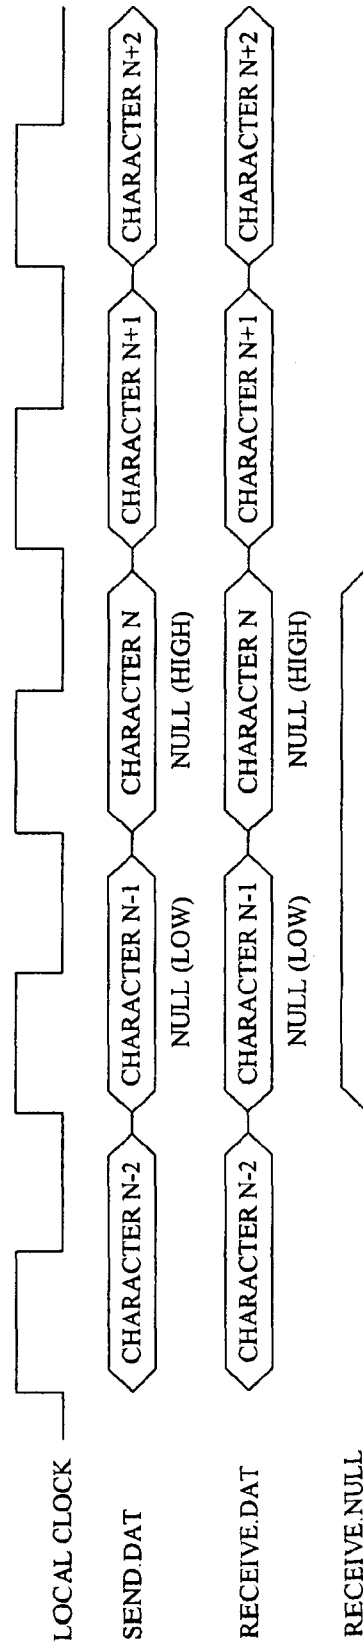 LOCAL CLOCK
SEND.DAT
CHARACTER N-2
CHARACTER N-1
CHARACTER N
CHARACTER N+1
CHARACTER N+2
NULL (LOW)
NULL (HIGH)
RECEIVE.DAT
CHARACTER N-2
CHARACTER N-1
CHARACTER N
CHARACTER N+1
CHARACTER N+2
NULL (LOW)
NULL (HIGH)
RECEIVE.NULL